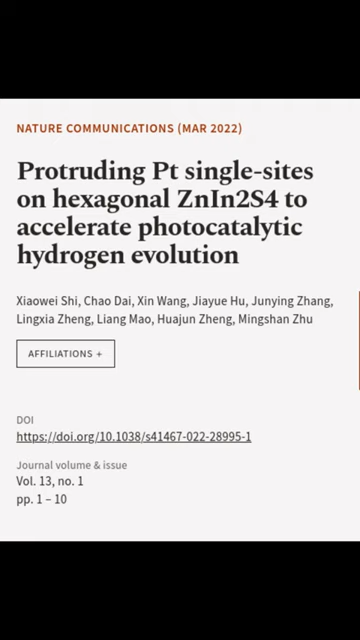 NATURE COMMUNICATIONS (MAR 2022)
Protruding Pt single-sites
on hexagonal ZnIn2S4 to
accelerate photocatalytic
hydrogen evolution
Xiaowei Shi, Chao Dai, Xin Wang, Jiayue Hu, Junying Zhang,
Lingxia Zheng, Liang Mao, Huajun Zheng, Mingshan Zhu
AFFILIATIONS +
DOI
https://doi.org/10.1038/s41467-022-28995-1
Journal volume & issue
Vol. 13, no. 1
pp. 1 – 10